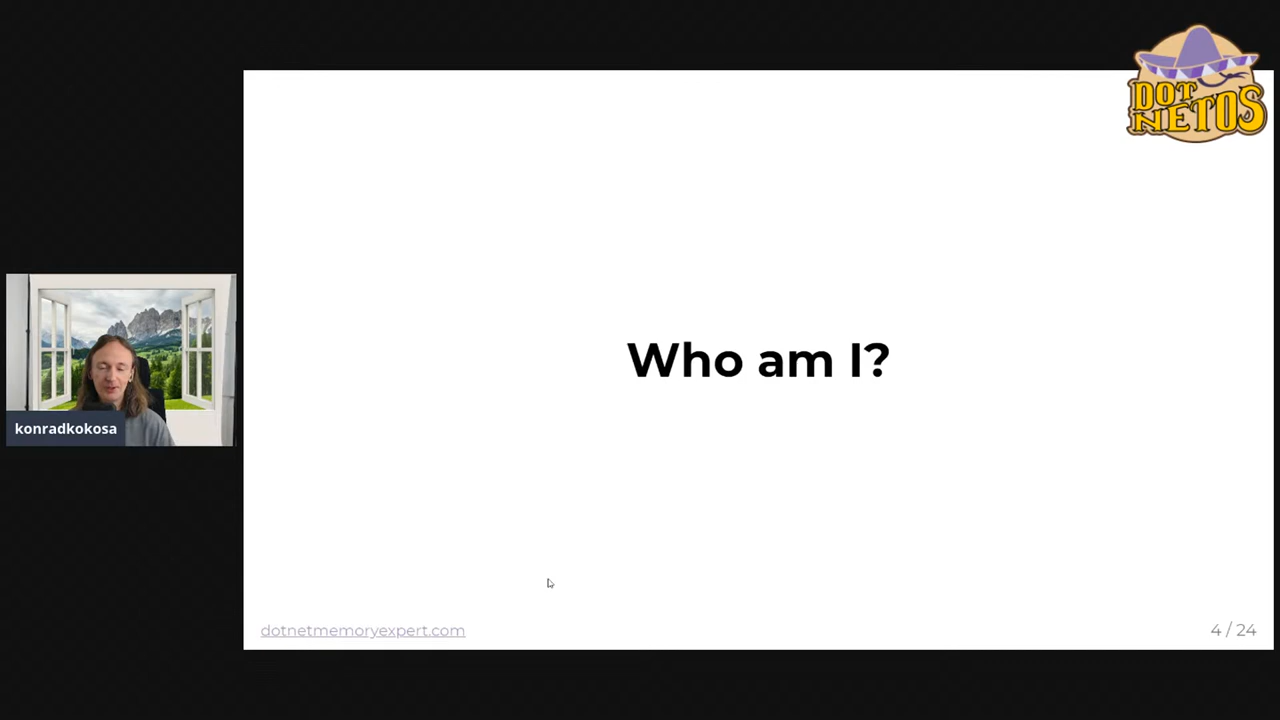 DOT
NETOS
Who am I?
konradkokosa
dotnetmemoryexpert.com
4 / 24